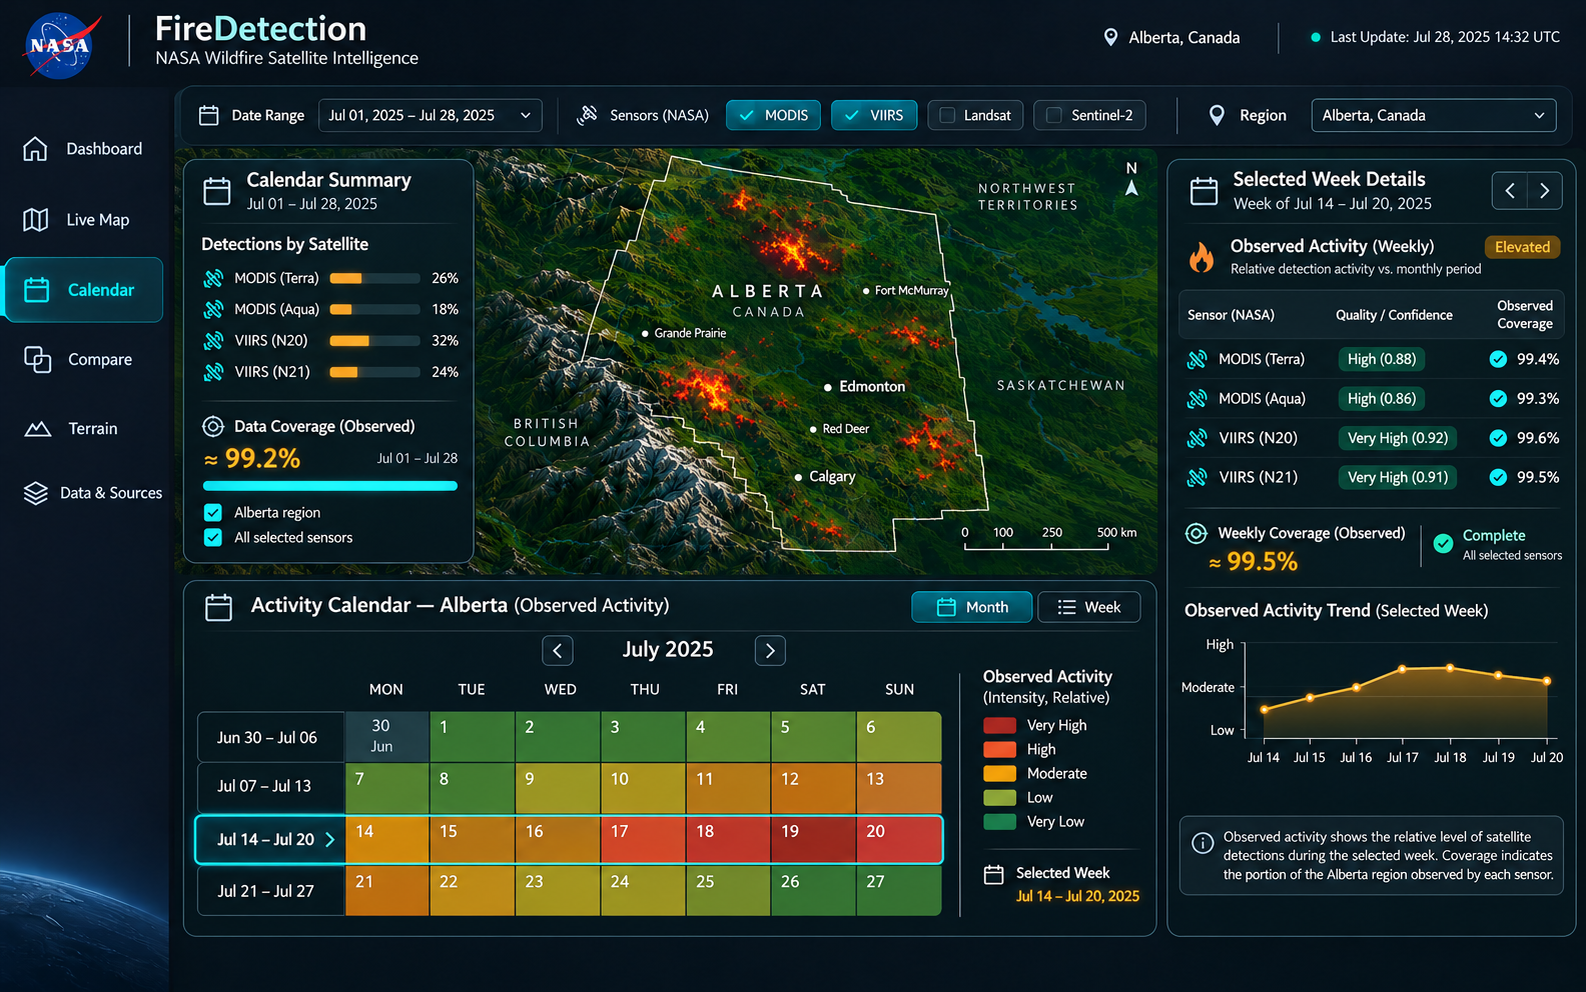 NASA
FireDetection
NASA Wildfire Satellite Intelligence
Alberta, Canada
Last Update: Jul 28, 2025 14:32 UTC
Dashboard
Live Map
Calendar
Compare
Terrain
Data & Sources
Date Range
Jul 01, 2025 – Jul 28, 2025
Sensors (NASA)
MODIS
VIIRS
Landsat
Sentinel-2
Region
Alberta, Canada
Calendar Summary
Jul 01 – Jul 28, 2025
Detections by Satellite
MODIS (Terra) 26%
MODIS (Aqua) 18%
VIIRS (N20) 32%
VIIRS (N21) 24%
Data Coverage (Observed)
≈ 99.2% Jul 01 – Jul 28
Alberta region
All selected sensors
N
NORTHWEST
TERRITORIES
ALBERTA
CANADA
Fort McMurray
Grande Prairie
Edmonton
SASKATCHEWAN
BRITISH
COLUMBIA
Red Deer
Calgary
0 100 250 500 km
Activity Calendar — Alberta (Observed Activity)
Month
Week
July 2025
MON TUE WED THU FRI SAT SUN
Jun 30 – Jul 06 30 Jun 1 2 3 4 5 6
Jul 07 – Jul 13 7 8 9 10 11 12 13
Jul 14 – Jul 20 14 15 16 17 18 19 20
Jul 21 – Jul 27 21 22 23 24 25 26 27
Observed Activity
(Intensity, Relative)
Very High
High
Moderate
Low
Very Low
Selected Week
Jul 14 – Jul 20, 2025
Selected Week Details
Week of Jul 14 – Jul 20, 2025
Observed Activity (Weekly) Elevated
Relative detection activity vs. monthly period
Sensor (NASA) Quality / Confidence Observed Coverage
MODIS (Terra) High (0.88) 99.4%
MODIS (Aqua) High (0.86) 99.3%
VIIRS (N20) Very High (0.92) 99.6%
VIIRS (N21) Very High (0.91) 99.5%
Weekly Coverage (Observed)
≈ 99.5%
Complete
All selected sensors
Observed Activity Trend (Selected Week)
High
Moderate
Low
Jul 14 Jul 15 Jul 16 Jul 17 Jul 18 Jul 19 Jul 20
Observed activity shows the relative level of satellite
detections during the selected week. Coverage indicates
the portion of the Alberta region observed by each sensor.